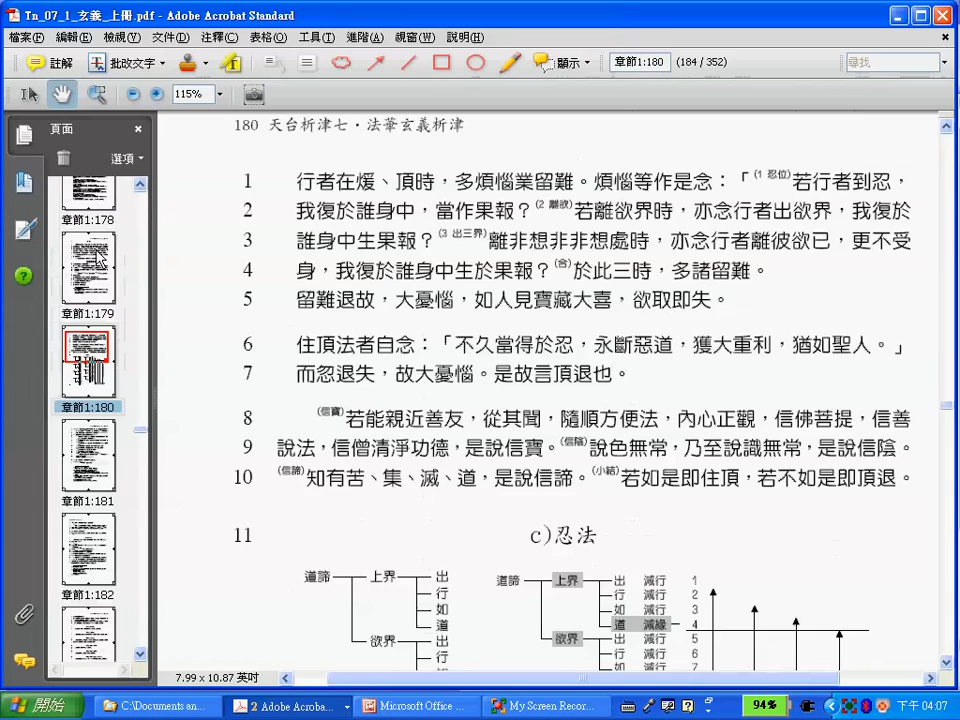 Tn_07_1_玄義_上冊.pdf - Adobe Acrobat Standard
檔案(F) 編輯(E) 檢視(V) 文件(D) 注釋(C) 表格(O) 工具(T) 進階(A) 視窗(W) 說明(H)
註解 批改文字 顯示 章節1:180 (184 / 352) 尋找
115%
頁面
選項
章節1:178
章節1:179
章節1:180
章節1:181
章節1:182
180 天台析津七・法華玄義析津
1 行者在煖、頂時,多煩惱業留難。煩惱等作是念:「(1 忍位)若行者到忍,
2 我復於誰身中,當作果報?(2 離欲)若離欲界時,亦念行者出欲界,我復於
3 誰身中生果報?(3 出三界)離非想非非想處時,亦念行者離彼欲已,更不受
4 身,我復於誰身中生於果報?(合)於此三時,多諸留難。
5 留難退故,大憂惱,如人見寶藏大喜,欲取即失。
6 住頂法者自念:「不久當得於忍,永斷惡道,獲大重利,猶如聖人。」
7 而忽退失,故大憂惱。是故言頂退也。
8 (信寶)若能親近善友,從其聞,隨順方便法,內心正觀,信佛菩提,信善
9 說法,信僧清淨功德,是說信寶。(信陰)說色無常,乃至說識無常,是說信陰。
10 (信諦)知有苦、集、滅、道,是說信諦。(小結)若如是即住頂,若不如是即頂退。
11 c)忍法
道諦 上界 出
行
如
道
欲界 出
行
道諦 上界 出 減行 1
行 減行 2
如 減行 3
道 減緣 4
欲界 出 減行 5
行 減行 6
如 減行 7
7.99 x 10.87 英吋
開始 C:\Documents an... 2 Adobe Acroba... Microsoft Office ... My Screen Recor... 94% 下午 04:07